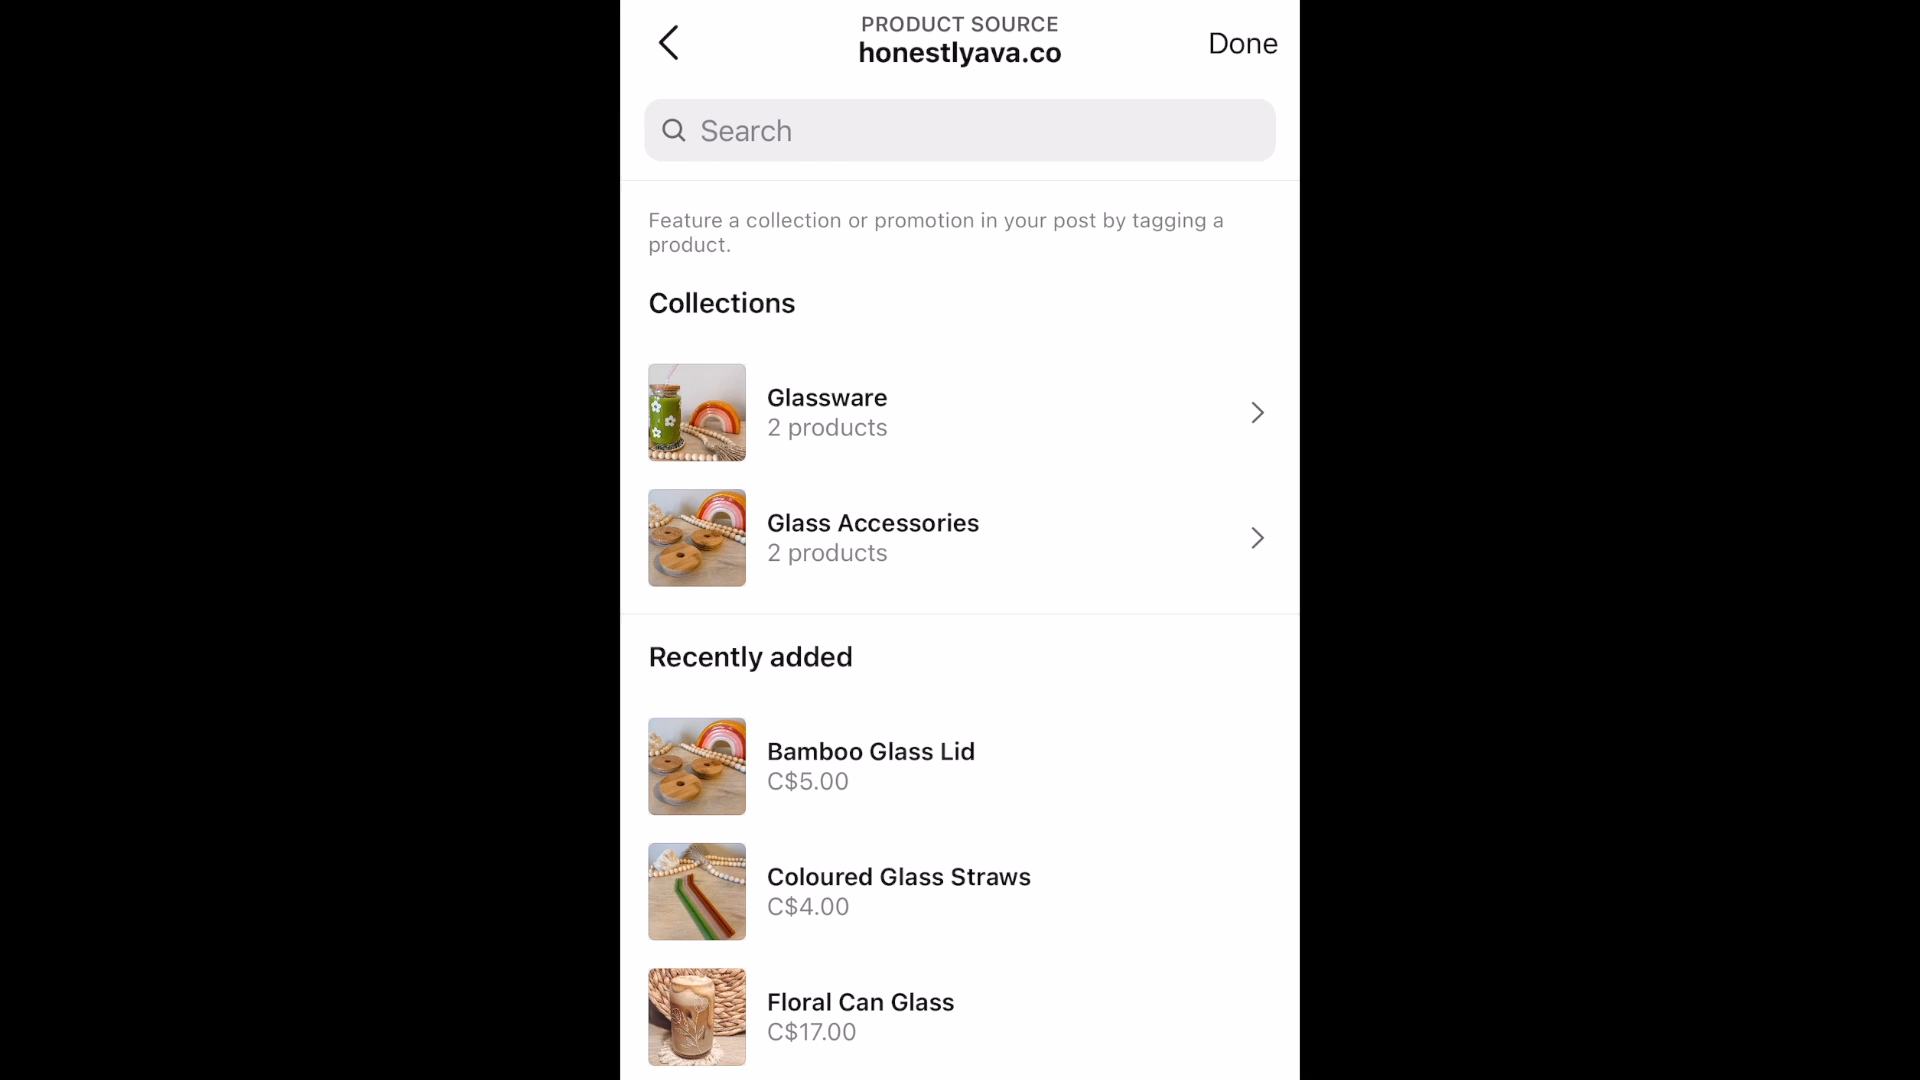 PRODUCT SOURCE
honestlyava.co
Done
Search
Feature a collection or promotion in your post by tagging a
product.
Collections
Glassware
2 products
Glass Accessories
2 products
Recently added
Bamboo Glass Lid
C$5.00
Coloured Glass Straws
C$4.00
Floral Can Glass
C$17.00